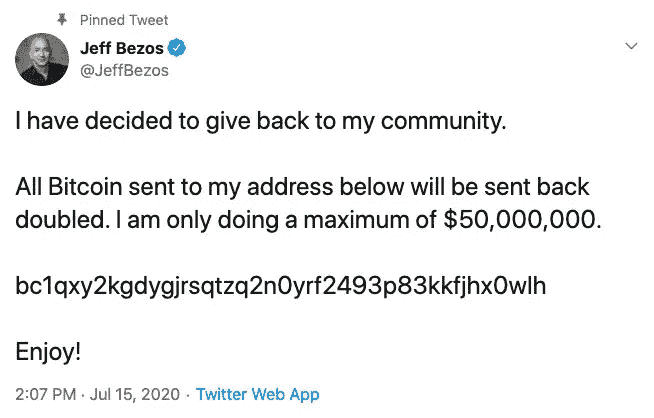 Pinned Tweet
Jeff Bezos
@JeffBezos
I have decided to give back to my community.
All Bitcoin sent to my address below will be sent back
doubled. I am only doing a maximum of $50,000,000.
bc1qxy2kgdygjrsqtzq2n0yrf2493p83kkfjhx0wlh
Enjoy!
2:07 PM · Jul 15, 2020 · Twitter Web App